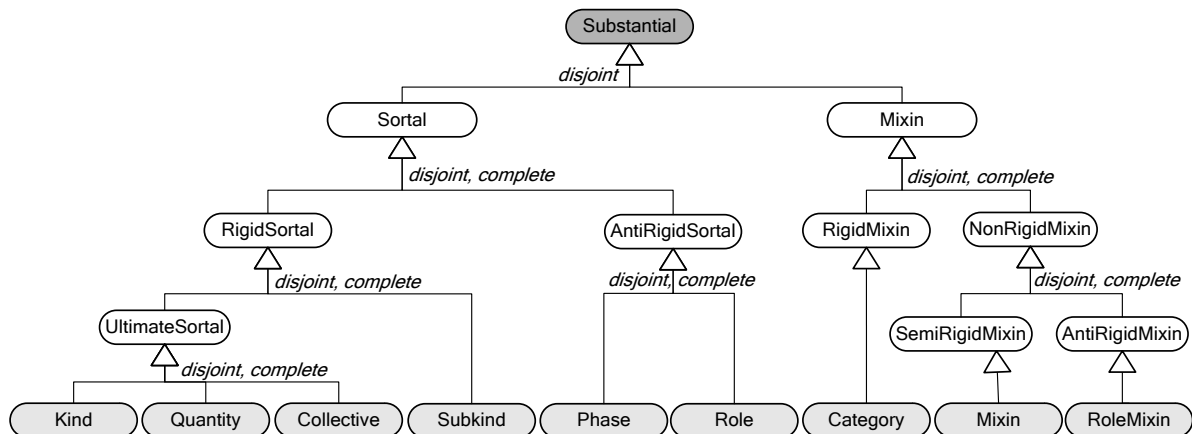 Substantial
disjoint
Sortal
Mixin
disjoint, complete
disjoint, complete
RigidSortal
AntiRigidSortal
RigidMixin
NonRigidMixin
disjoint, complete
disjoint, complete
disjoint, complete
UltimateSortal
SemiRigidMixin
AntiRigidMixin
disjoint, complete
Kind
Quantity
Collective
Subkind
Phase
Role
Category
Mixin
RoleMixin